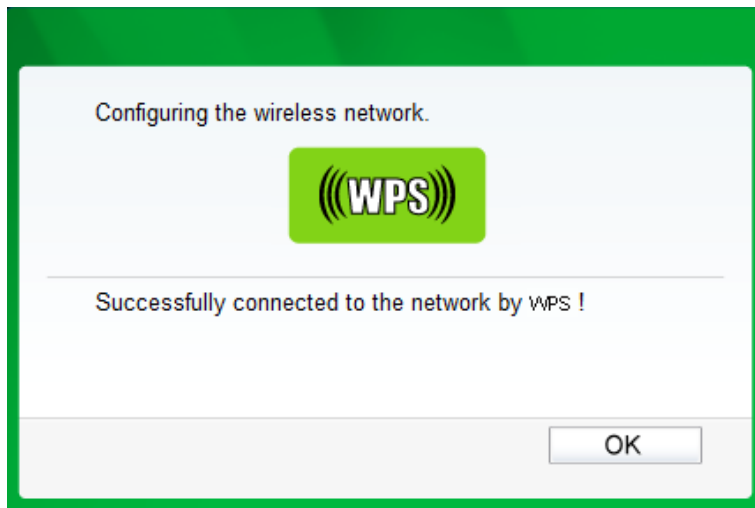 Configuring the wireless network.
(((WPS)))
Successfully connected to the network by WPS !
OK